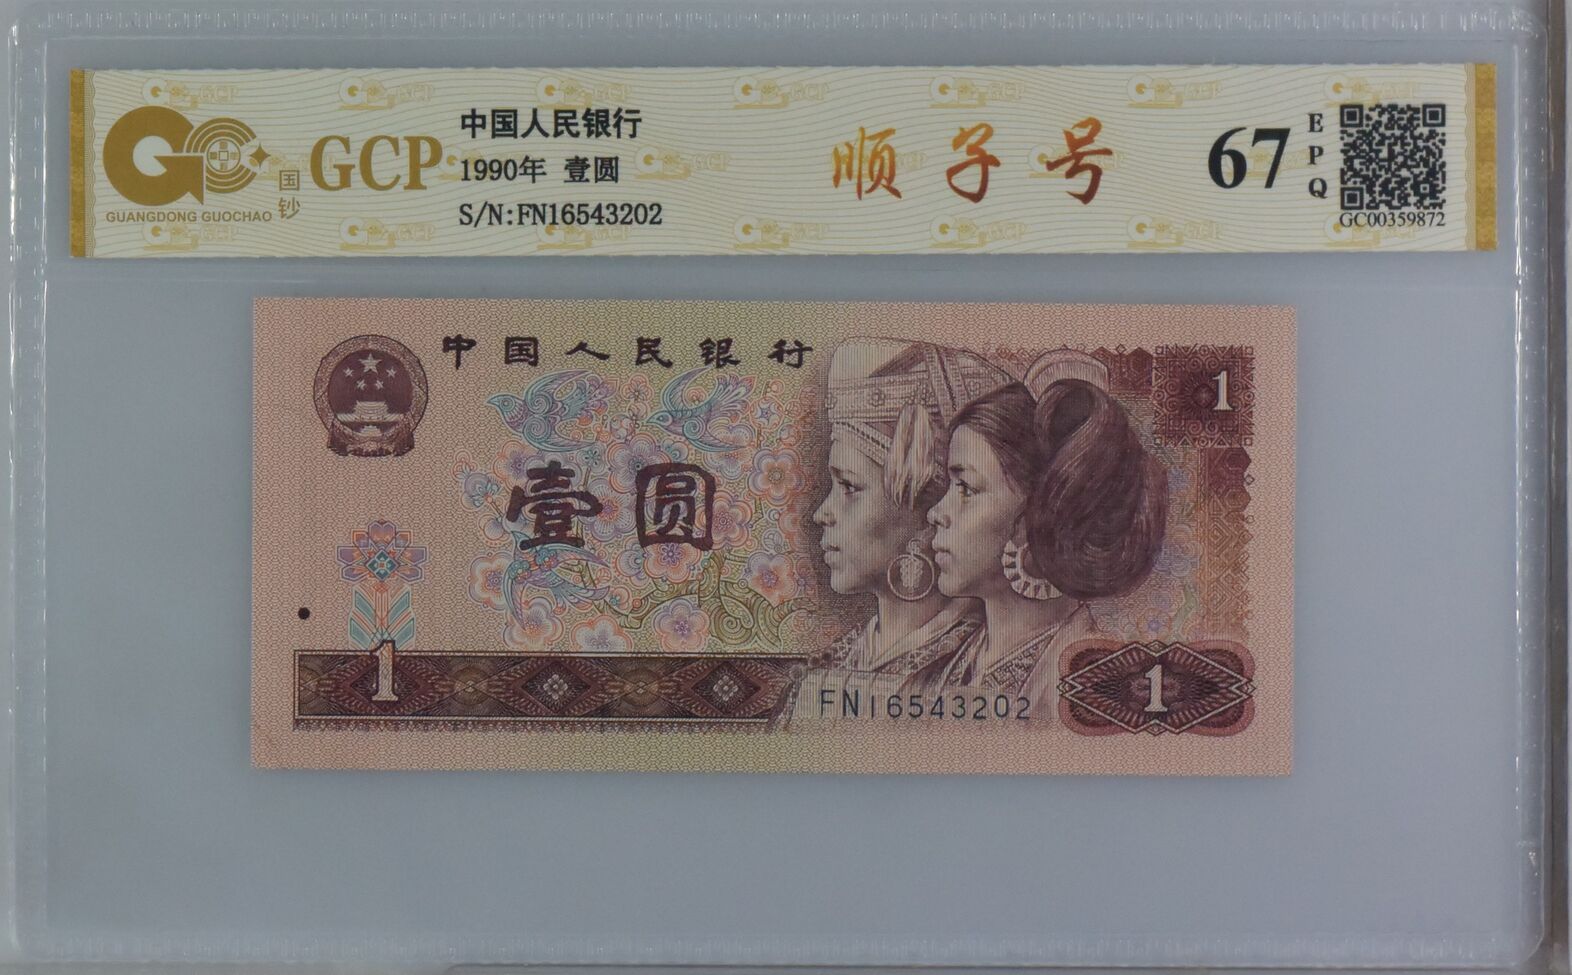 GCP
国钞
GUANGDONG GUOCHAO
中国人民银行
1990年 壹圆
S/N:FN16543202
顺子号
67
EPQ
GC00359872
中国人民银行
1
壹圆
1
FN16543202
1